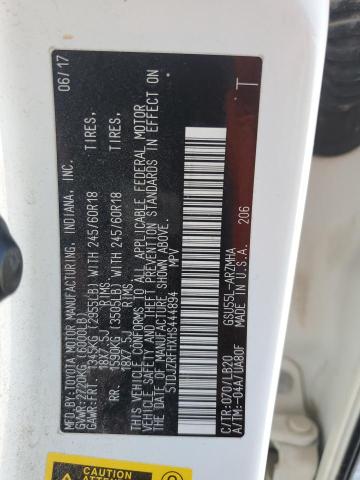 06/17
MFD. BY: TOYOTA MOTOR MANUFACTURING, INDIANA, INC.
GVWR: 2720KG (6000LB)
GAWR: FRT. 1345KG (2955LB) WITH 245/60R18 TIRES,
18X7.5J RIMS
RR. 1590KG (3505LB) WITH 245/60R18 TIRES,
18X7.5J RIMS
THIS VEHICLE CONFORMS TO ALL APPLICABLE FEDERAL MOTOR
VEHICLE SAFETY AND THEFT PREVENTION STANDARDS IN EFFECT
ON THE DATE OF MANUFACTURE SHOWN ABOVE.
5TDJZRFHXHS444894 MPV
C/TR: 070/LB20 GSU55L-ARZMHA
A/TM: -04A/UA80F MADE IN U.S.A.
206
T
CAUTION